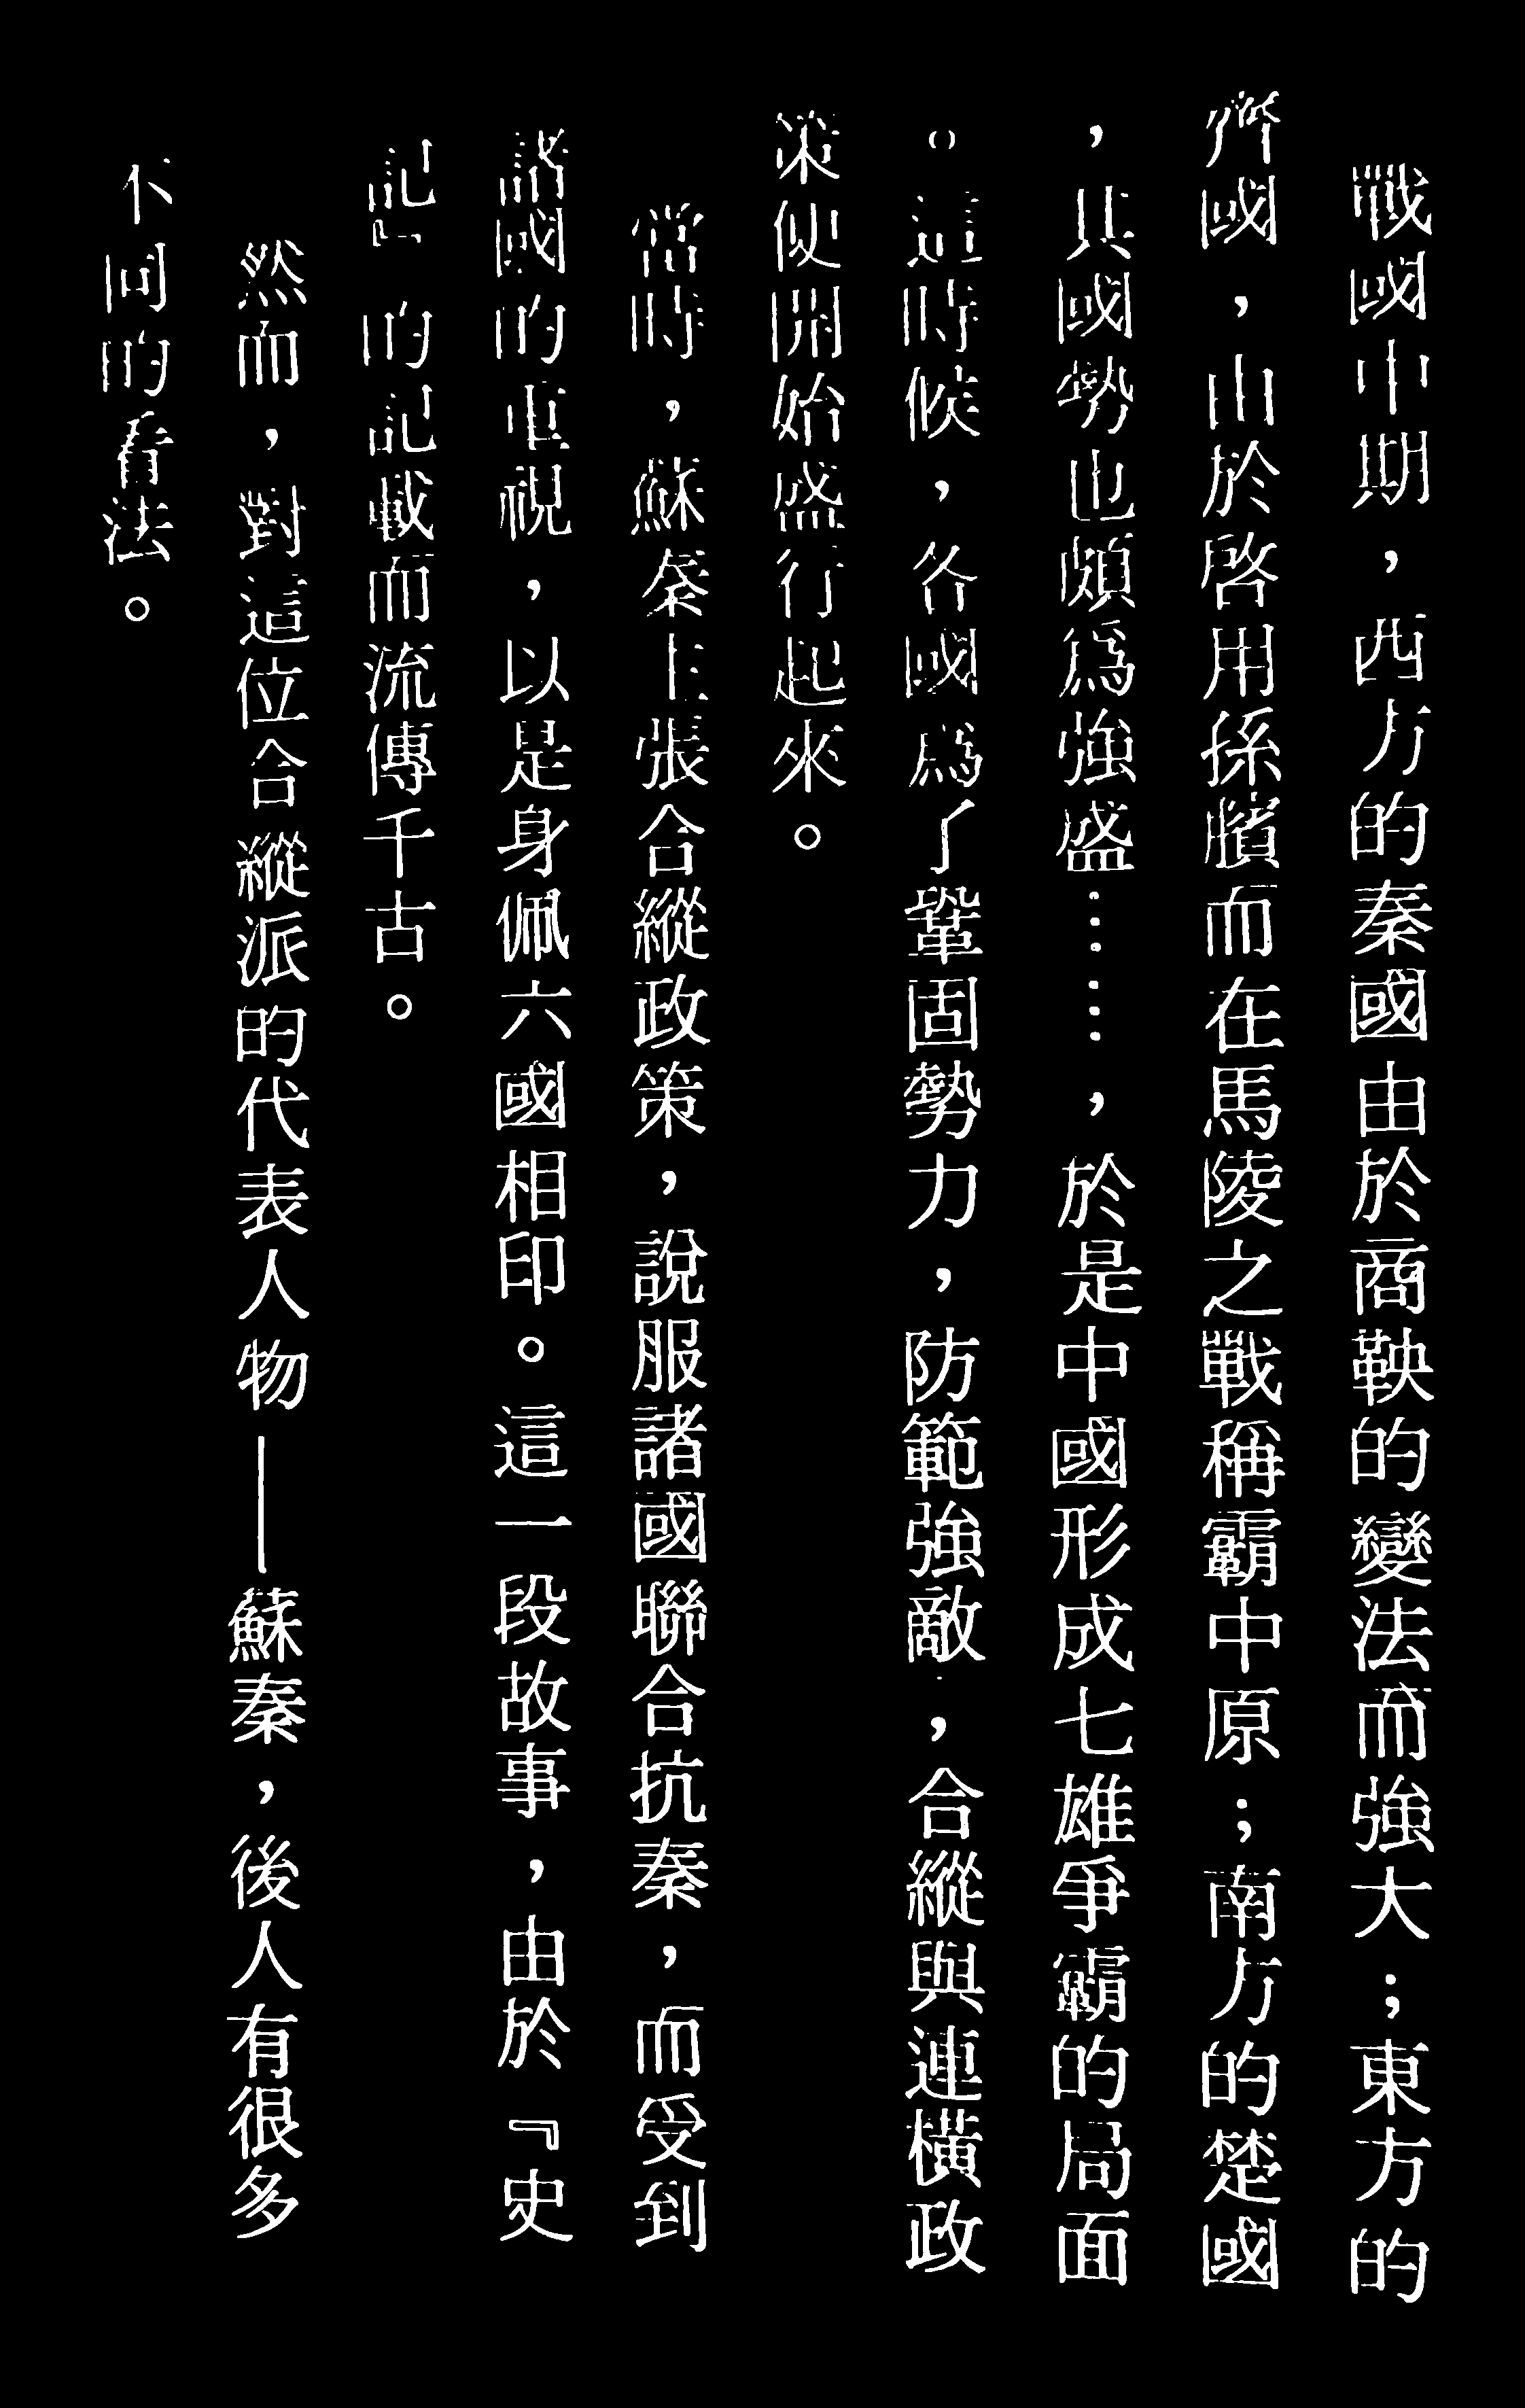 戰國中期，西方的秦國由於商鞅的變法而強大；東方的
齊國，由於啓用孫臏而在馬陵之戰稱霸中原；南方的楚國
，其國勢也頗爲強盛……，於是中國形成七雄爭霸的局面
。這時候，各國爲了鞏固勢力，防範強敵，合縱與連橫政
策便開始盛行起來。
當時，蘇秦主張合縱政策，說服諸國聯合抗秦，而受到
諸國的重視，以是身佩六國相印。這一段故事，由於『史
記』的記載而流傳千古。
然而，對這位合縱派的代表人物——蘇秦，後人有很多
不同的看法。